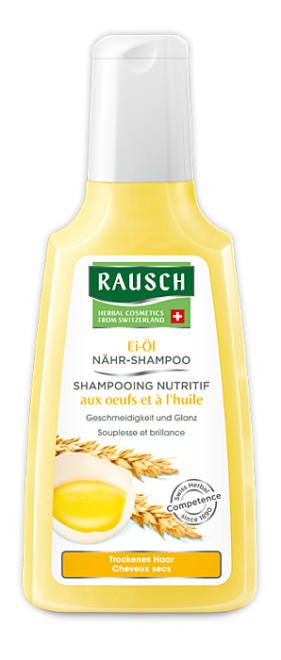 RAUSCH
HERBAL COSMETICS
FROM SWITZERLAND
Ei-Öl
NÄHR-SHAMPOO
SHAMPOOING NUTRITIF
aux oeufs et à l'huile
Geschmeidigkeit und Glanz
Souplesse et brillance
Swiss Herbal
Competence
since 1890
Trockenes Haar
Cheveux secs